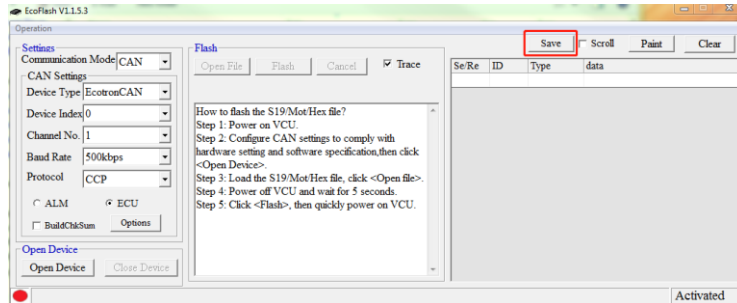 EcoFlash V1.1.5.3
Operation
Settings
Communication Mode CAN
CAN Settings
Device Type EcotronCAN
Device Index 0
Channel No. 1
Baud Rate 500kbps
Protocol CCP
ALM ECU
BuildChkSum Options
Open Device
Open Device Close Device
Flash
Open File Flash Cancel Trace
How to flash the S19/Mot/Hex file?
Step 1: Power on VCU.
Step 2: Configure CAN settings to comply with
hardware setting and software specification,then click
<Open Device>.
Step 3: Load the S19/Mot/Hex file, click <Open file>.
Step 4: Power off VCU and wait for 5 seconds.
Step 5: Click <Flash>, then quickly power on VCU.
Save Scroll Paint Clear
Se/Re ID Type data
Activated